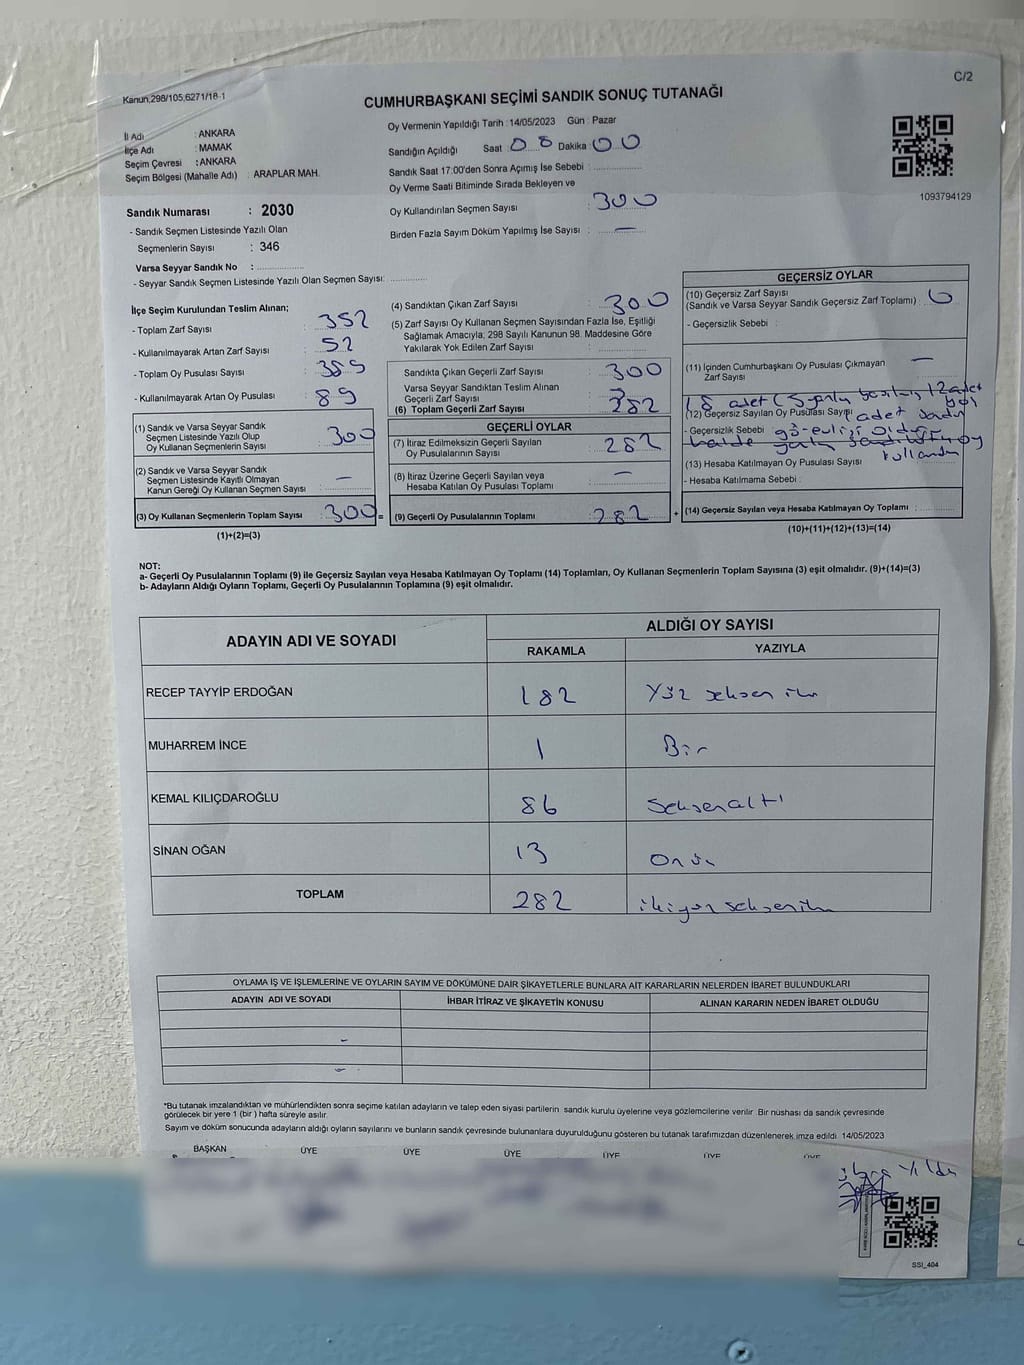 C/2
Kanun,298/105,6271/18-1
CUMHURBAŞKANI SEÇİMİ SANDIK SONUÇ TUTANAĞI
İl Adı : ANKARA
İlçe Adı : MAMAK
Seçim Çevresi : ANKARA
Seçim Bölgesi (Mahalle Adı) : ARAPLAR MAH.
Oy Vermenin Yapıldığı Tarih : 14/05/2023 Gün : Pazar
Sandığın Açıldığı Saat 08 Dakika 00
Sandık Saat 17:00'den Sonra Açımış İse Sebebi :
Oy Verme Saati Bitiminde Sırada Bekleyen ve
Oy Kullandırılan Seçmen Sayısı : 300
Birden Fazla Sayım Döküm Yapılmış İse Sayısı : —
1093794129
Sandık Numarası : 2030
- Sandık Seçmen Listesinde Yazılı Olan
Seçmenlerin Sayısı : 346
Varsa Seyyar Sandık No :
- Seyyar Sandık Seçmen Listesinde Yazılı Olan Seçmen Sayısı:
İlçe Seçim Kurulundan Teslim Alınan;
- Toplam Zarf Sayısı : 352
- Kullanılmayarak Artan Zarf Sayısı : 52
- Toplam Oy Pusulası Sayısı : 389
- Kullanılmayarak Artan Oy Pusulası : 89
(1) Sandık ve Varsa Seyyar Sandık
Seçmen Listesinde Yazılı Olup
Oy Kullanan Seçmenlerin Sayısı : 300
(2) Sandık ve Varsa Seyyar Sandık
Seçmen Listesinde Kayıtlı Olmayan
Kanun Gereği Oy Kullanan Seçmen Sayısı : —
(3) Oy Kullanan Seçmenlerin Toplam Sayısı : 300 =
(1)+(2)=(3)
(4) Sandıktan Çıkan Zarf Sayısı : 300
(5) Zarf Sayısı Oy Kullanan Seçmen Sayısından Fazla İse, Eşitliği
Sağlamak Amacıyla; 298 Sayılı Kanunun 98. Maddesine Göre
Yakılarak Yok Edilen Zarf Sayısı :
Sandıkta Çıkan Geçerli Zarf Sayısı : 300
Varsa Seyyar Sandıktan Teslim Alınan
Geçerli Zarf Sayısı : —
(6) Toplam Geçerli Zarf Sayısı : 282
GEÇERLİ OYLAR
(7) İtiraz Edilmeksizin Geçerli Sayılan
Oy Pusulalarının Sayısı : 282
(8) İtiraz Üzerine Geçerli Sayılan veya
Hesaba Katılan Oy Pusulası Toplamı : —
(9) Geçerli Oy Pusulalarının Toplamı : 282 +
GEÇERSİZ OYLAR
(10) Geçersiz Zarf Sayısı
(Sandık ve Varsa Seyyar Sandık Geçersiz Zarf Toplamı) : 0
- Geçersizlik Sebebi :
(11) İçinden Cumhurbaşkanı Oy Pusulası Çıkmayan
Zarf Sayısı : —
18 adet (5 basılmış 12 adet
(12) Geçersiz Sayılan Oy Pusulası Sayısı adet
- Geçersizlik Sebebi
halde oy
kullandı
(13) Hesaba Katılmayan Oy Pusulası Sayısı :
- Hesaba Katılmama Sebebi :
(14) Geçersiz Sayılan veya Hesaba Katılmayan Oy Toplamı :
(10)+(11)+(12)+(13)=(14)
NOT:
a- Geçerli Oy Pusulalarının Toplamı (9) ile Geçersiz Sayılan veya Hesaba Katılmayan Oy Toplamı (14) Toplamları, Oy Kullanan Seçmenlerin Toplam Sayısına (3) eşit olmalıdır. (9)+(14)=(3)
b- Adayların Aldığı Oyların Toplamı, Geçerli Oy Pusulalarının Toplamına (9) eşit olmalıdır.
ADAYIN ADI VE SOYADI ALDIĞI OY SAYISI
RAKAMLA YAZIYLA
RECEP TAYYİP ERDOĞAN 182 Yüz seksen iki
MUHARREM İNCE 1 Bir
KEMAL KILIÇDAROĞLU 86 Seksenaltı
SİNAN OĞAN 13 Onüç
TOPLAM 282 ikiyüzsekseniki
OYLAMA İŞ VE İŞLEMLERİNE VE OYLARIN SAYIM VE DÖKÜMÜNE DAİR ŞİKAYETLERLE BUNLARA AİT KARARLARIN NELERDEN İBARET BULUNDUKLARI
ADAYIN ADI VE SOYADI İHBAR İTİRAZ VE ŞİKAYETİN KONUSU ALINAN KARARIN NEDEN İBARET OLDUĞU
*Bu tutanak imzalandıktan ve mühürlendikten sonra seçime katılan adayların ve talep eden siyasi partilerin sandık kurulu üyelerine veya gözlemcilerine verilir. Bir nüshası da sandık çevresinde
görülecek bir yere 1 (bir) hafta süreyle asılır.
Sayım ve döküm sonucunda adayların aldığı oyların sayılarını ve bunların sandık çevresinde bulunanlara duyurulduğunu gösteren bu tutanak tarafımızdan düzenlenerek imza edildi. 14/05/2023
BAŞKAN ÜYE ÜYE ÜYE ÜYE ÜYE ÜYE
SSI_404